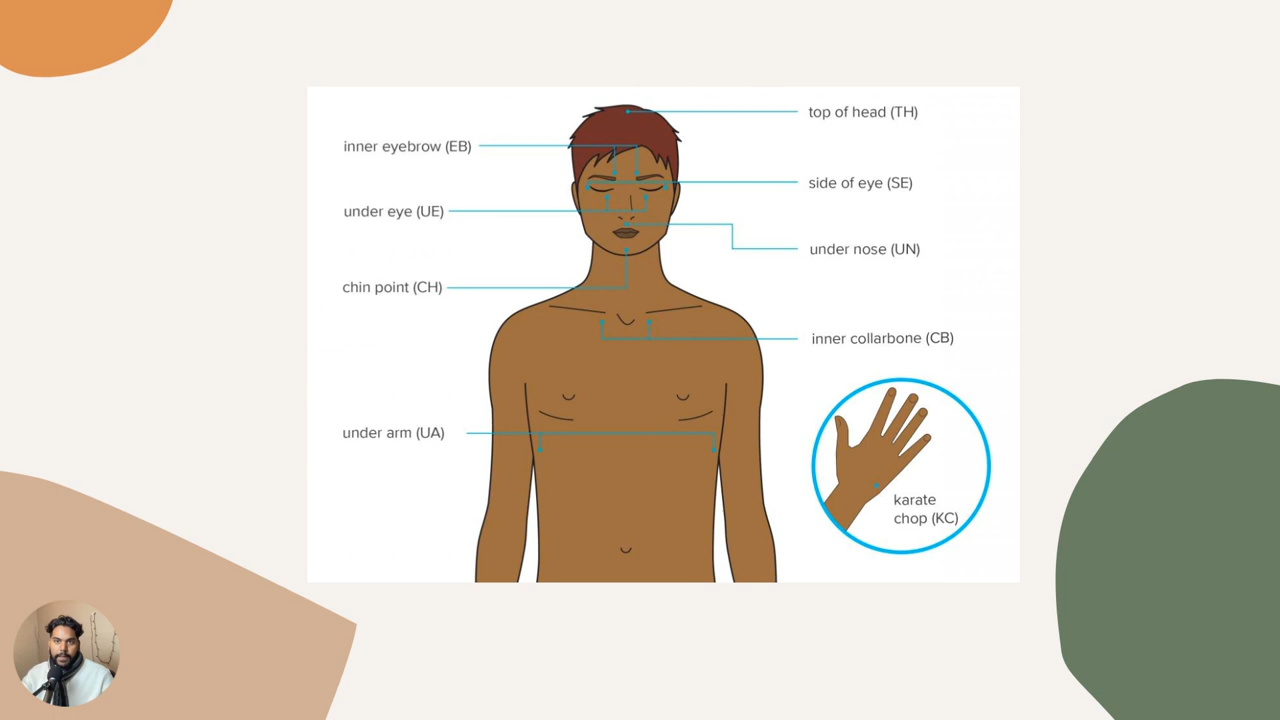 top of head (TH)
inner eyebrow (EB)
side of eye (SE)
under eye (UE)
under nose (UN)
chin point (CH)
inner collarbone (CB)
under arm (UA)
karate
chop (KC)